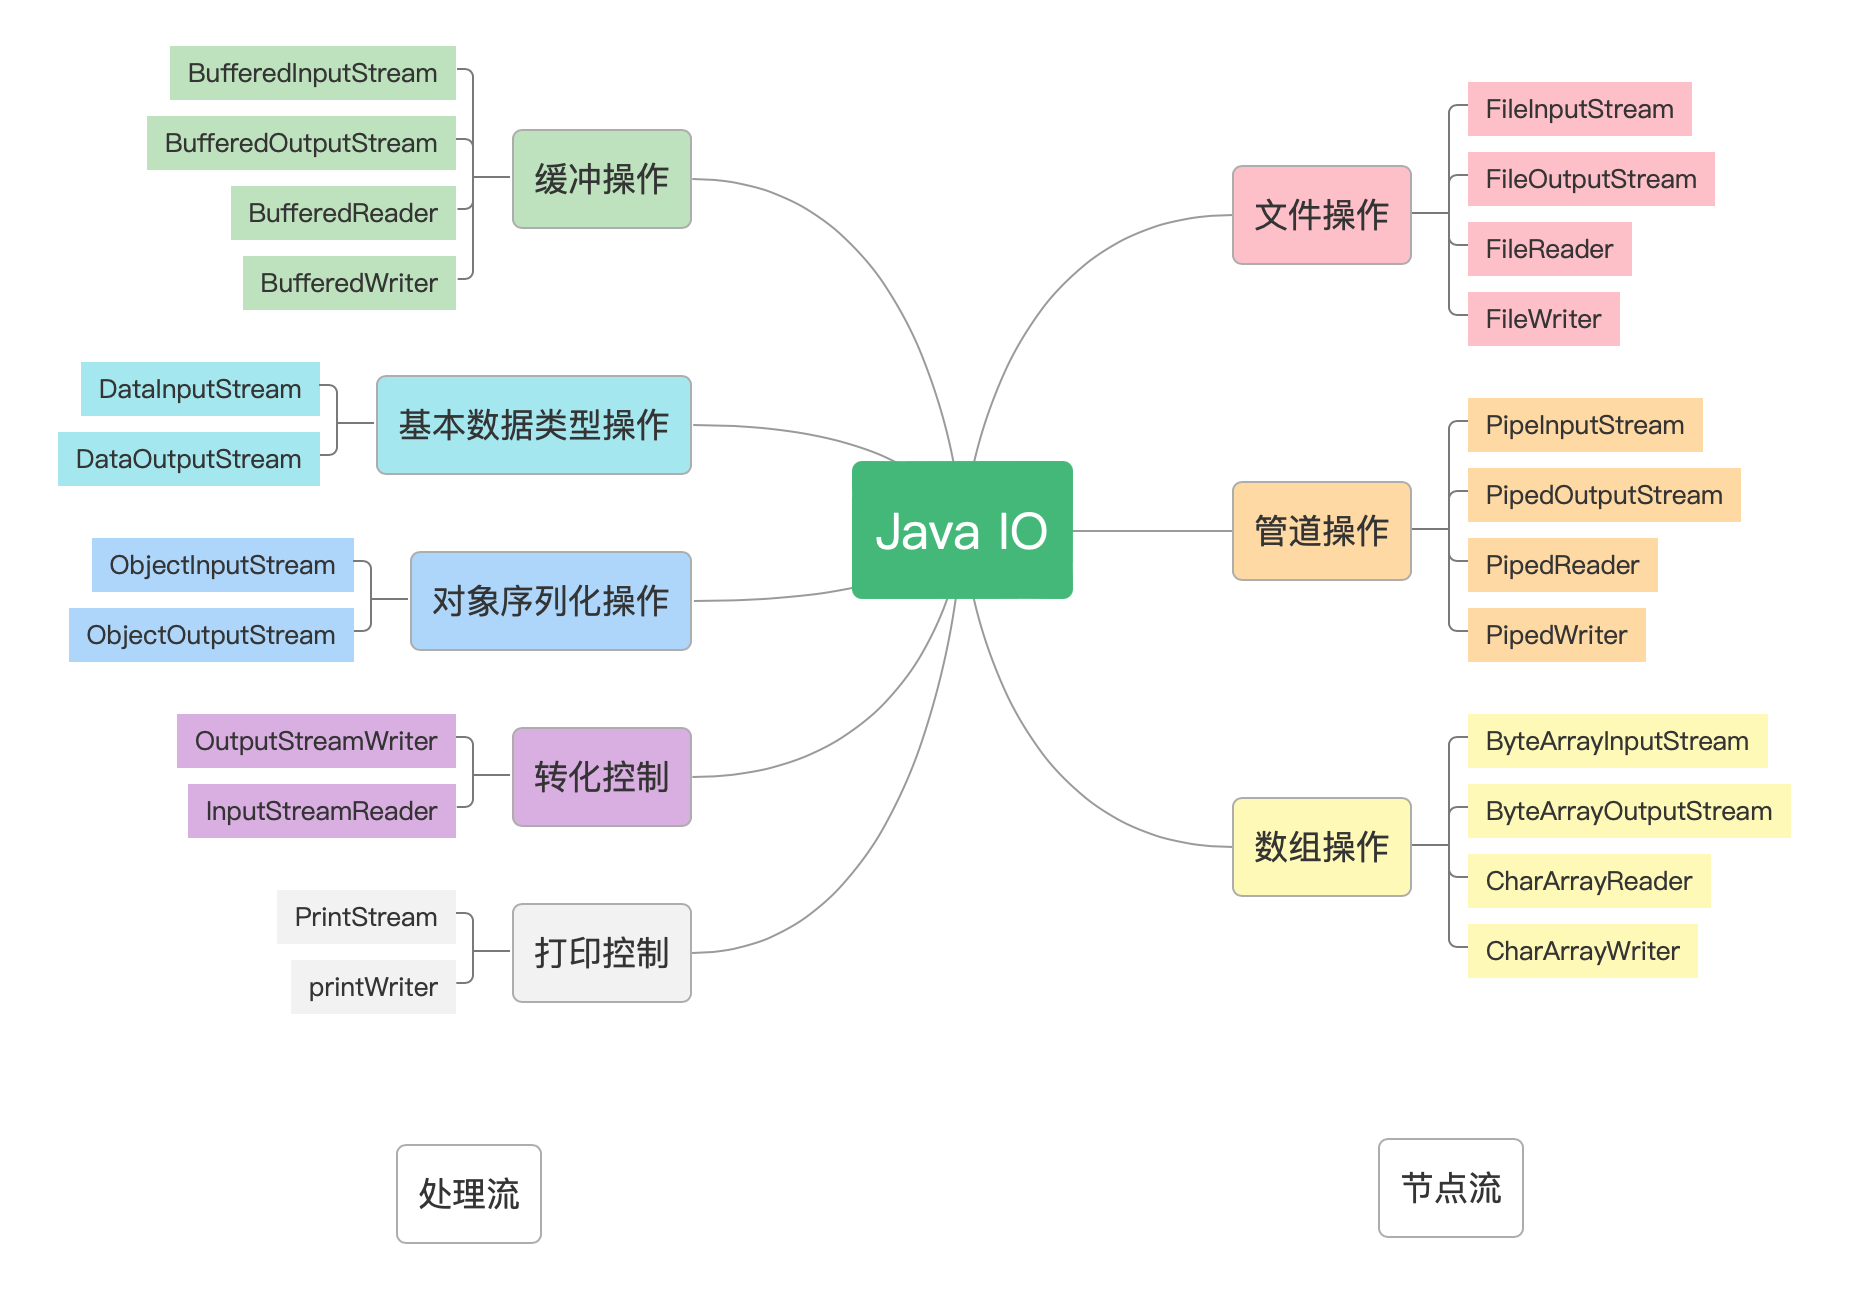 BufferedInputStream
BufferedOutputStream
BufferedReader
BufferedWriter
缓冲操作
DataInputStream
DataOutputStream
基本数据类型操作
ObjectInputStream
ObjectOutputStream
对象序列化操作
OutputStreamWriter
InputStreamReader
转化控制
PrintStream
printWriter
打印控制
Java IO
文件操作
FileInputStream
FileOutputStream
FileReader
FileWriter
管道操作
PipeInputStream
PipedOutputStream
PipedReader
PipedWriter
数组操作
ByteArrayInputStream
ByteArrayOutputStream
CharArrayReader
CharArrayWriter
处理流
节点流